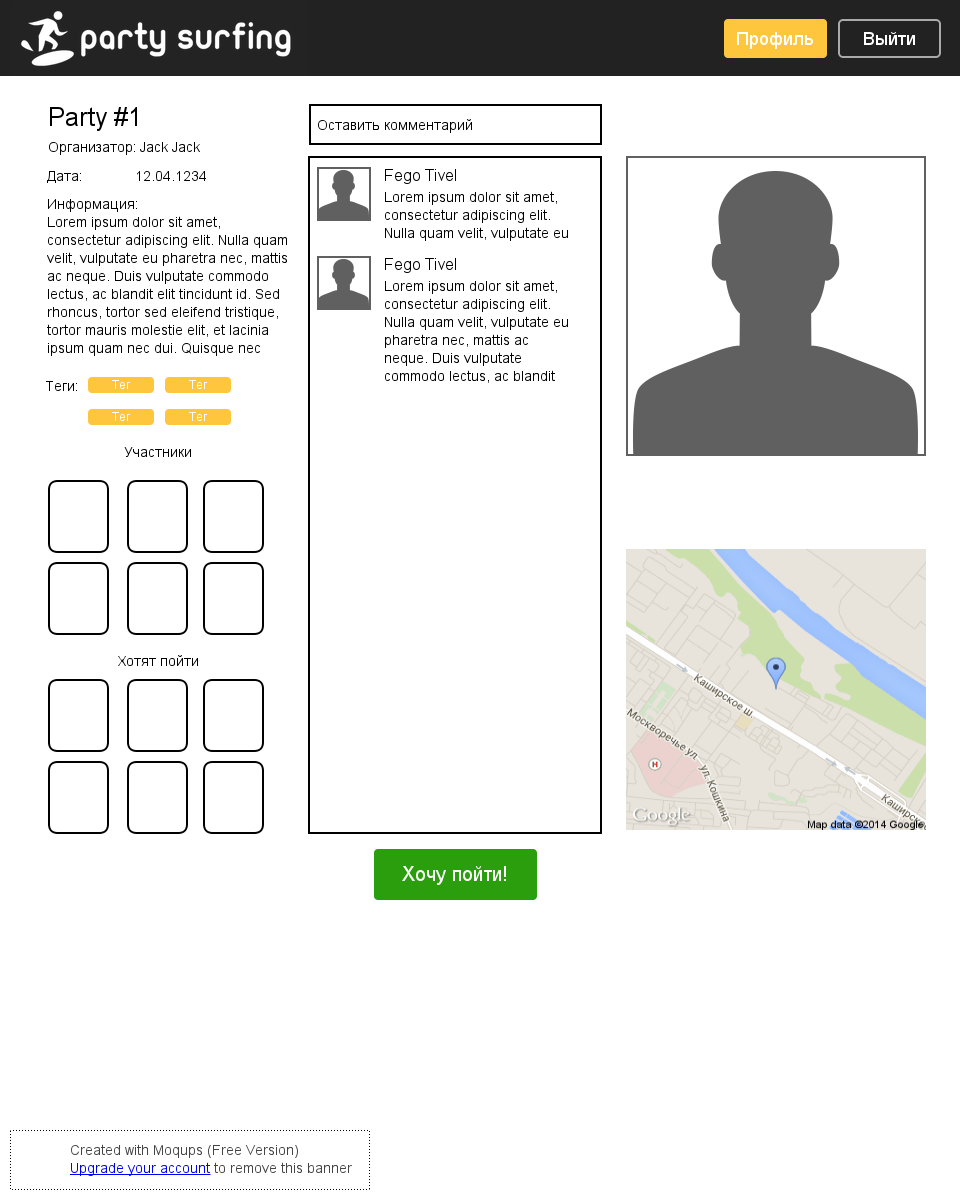 party surfing
Профиль
Выйти
Party #1
Организатор: Jack Jack
Дата: 12.04.1234
Информация:
Lorem ipsum dolor sit amet,
consectetur adipiscing elit. Nulla quam
velit, vulputate eu pharetra nec, mattis
ac neque. Duis vulputate commodo
lectus, ac blandit elit tincidunt id. Sed
rhoncus, tortor sed eleifend tristique,
tortor mauris molestie elit, et lacinia
ipsum quam nec dui. Quisque nec
Теги: Тег Тег
Тег Тег
Участники
Хотят пойти
Оставить комментарий
Fego Tivel
Lorem ipsum dolor sit amet,
consectetur adipiscing elit.
Nulla quam velit, vulputate eu
Fego Tivel
Lorem ipsum dolor sit amet,
consectetur adipiscing elit.
Nulla quam velit, vulputate eu
pharetra nec, mattis ac
neque. Duis vulputate
commodo lectus, ac blandit
Каширское ш.
Москворечье ул.
ул. Кошкина
H
Каширско
Google
Map data ©2014 Google
Хочу пойти!
Created with Moqups (Free Version)
Upgrade your account to remove this banner